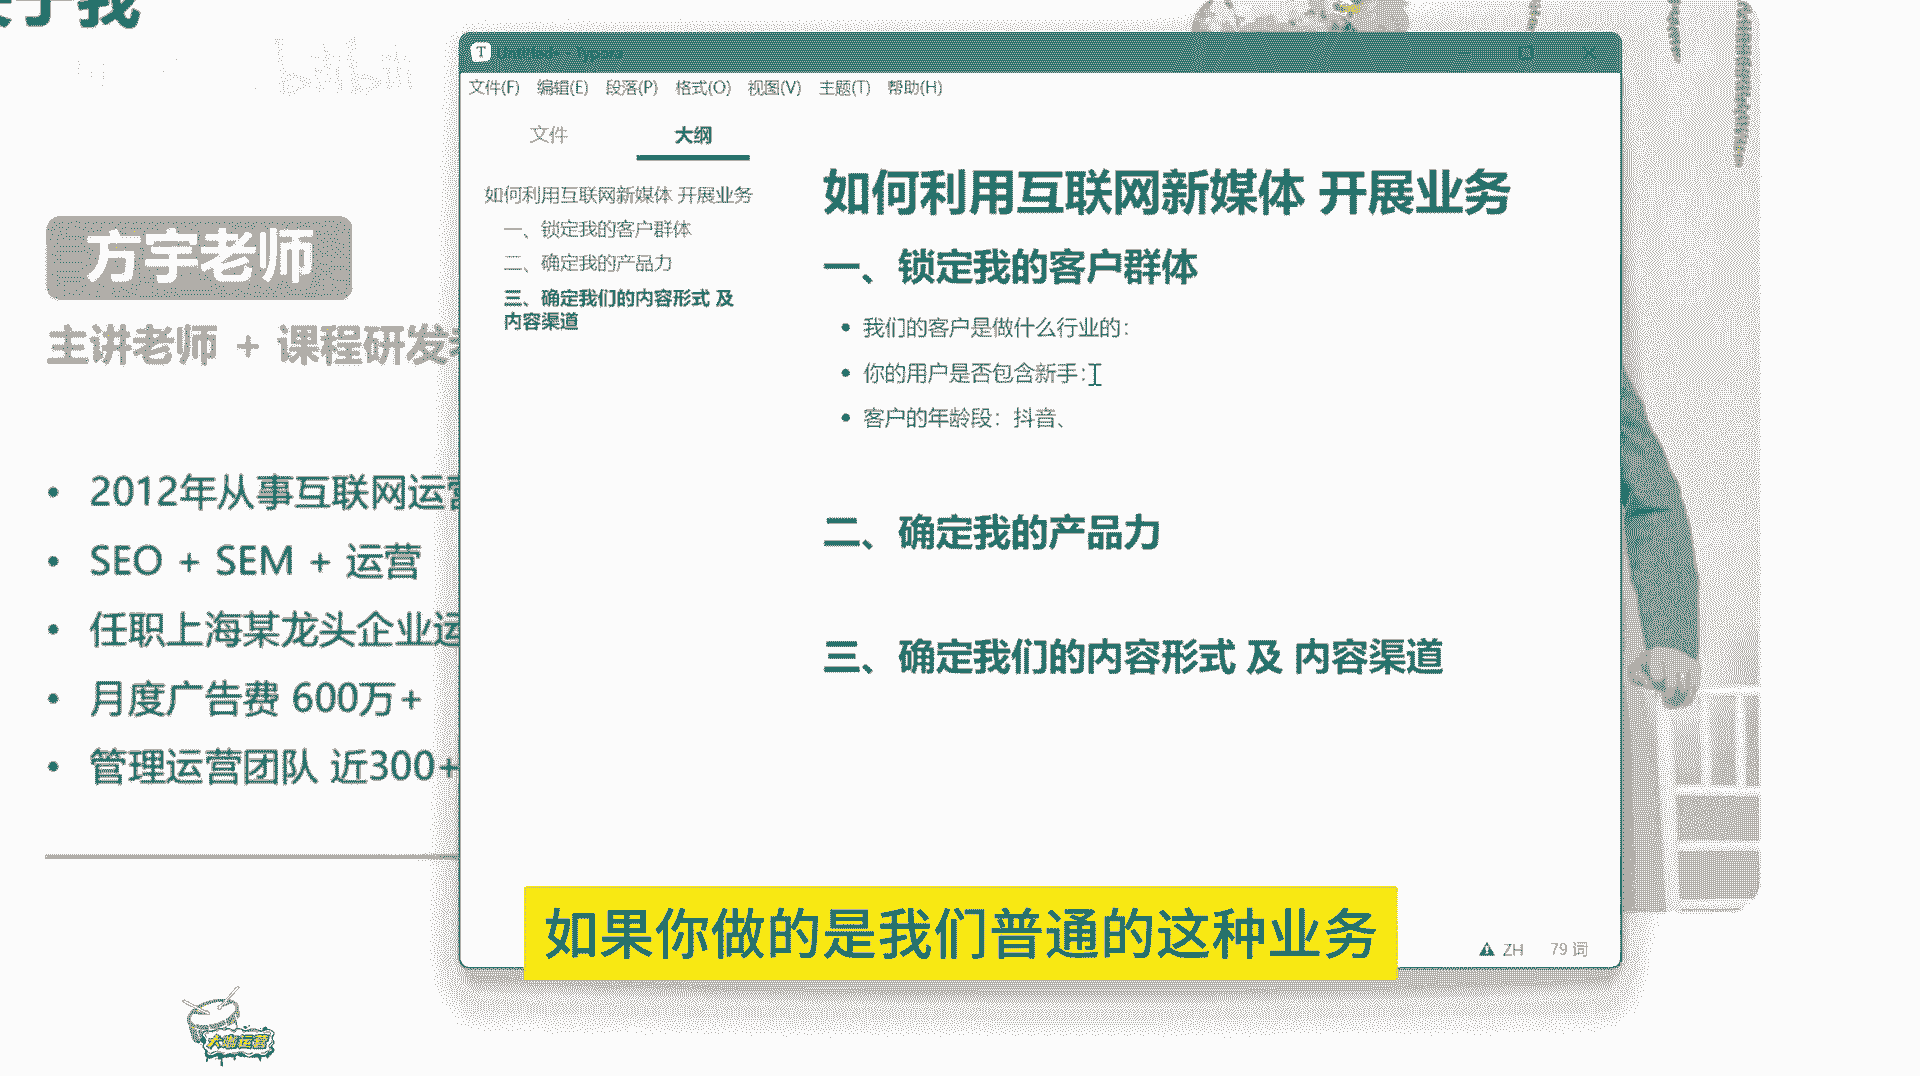 关于我
bilibili
方宇老师
主讲老师 + 课程研发
• 2012年从事互联网运营
• SEO + SEM + 运营
• 任职上海某龙头企业运
• 月度广告费 600万+
• 管理运营团队 近300+
大咖运营
Untitled - Typora
文件(F) 编辑(E) 段落(P) 格式(O) 视图(V) 主题(T) 帮助(H)
文件 大纲
如何利用互联网新媒体 开展业务
一、锁定我的客户群体
二、确定我的产品力
三、确定我们的内容形式 及
内容渠道
如何利用互联网新媒体 开展业务
一、锁定我的客户群体
• 我们的客户是做什么行业的：
• 你的用户是否包含新手：
• 客户的年龄段：抖音、
二、确定我的产品力
三、确定我们的内容形式 及 内容渠道
ZH 79 词
如果你做的是我们普通的这种业务